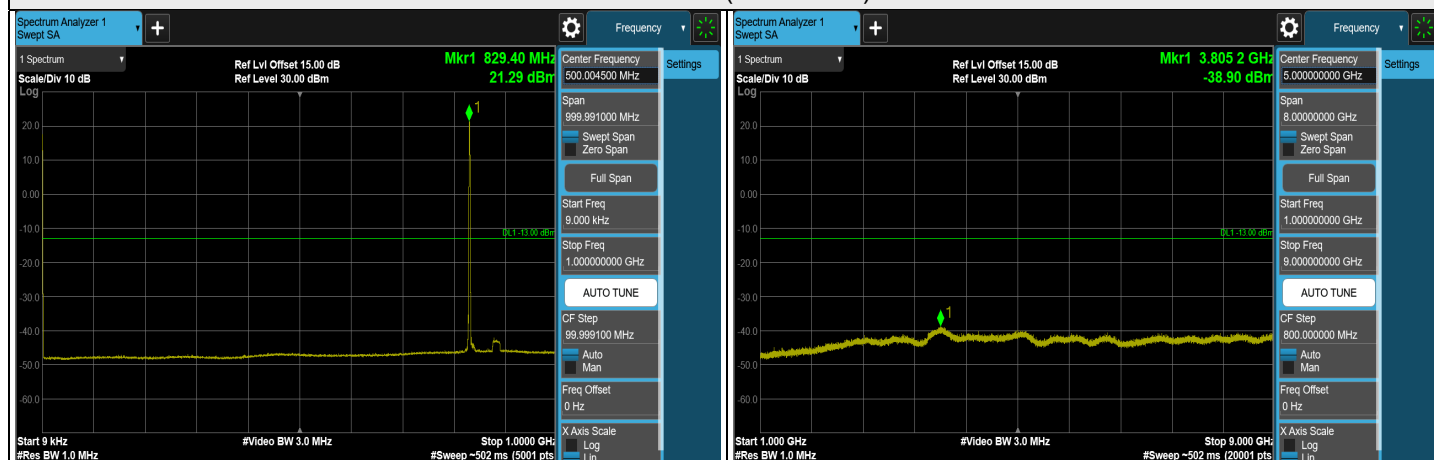 Spectrum Analyzer 1
Swept SA
+
Frequency
1 Spectrum
Scale/Div 10 dB
Log
Ref Lvl Offset 15.00 dB
Ref Level 30.00 dBm
Mkr1 829.40 MHz
21.29 dBm
1
20.0
10.0
0.00
-10.0
-20.0
-30.0
-40.0
-50.0
-60.0
DL1 -13.00 dBm
Start 9 kHz
#Res BW 1.0 MHz
#Video BW 3.0 MHz
Stop 1.0000 GHz
#Sweep ~502 ms (5001 pts
Center Frequency
500.004500 MHz
Settings
Span
999.991000 MHz
Swept Span
Zero Span
Full Span
Start Freq
9.000 kHz
Stop Freq
1.000000000 GHz
AUTO TUNE
CF Step
99.999100 MHz
Auto
Man
Freq Offset
0 Hz
X Axis Scale
Log
Lin
Spectrum Analyzer 1
Swept SA
+
Frequency
1 Spectrum
Scale/Div 10 dB
Log
Ref Lvl Offset 15.00 dB
Ref Level 30.00 dBm
Mkr1 3.805 2 GHz
-38.90 dBm
1
20.0
10.0
0.00
-10.0
-20.0
-30.0
-40.0
-50.0
-60.0
DL1 -13.00 dBm
Start 1.000 GHz
#Res BW 1.0 MHz
#Video BW 3.0 MHz
Stop 9.000 GHz
#Sweep ~502 ms (20001 pts
Center Frequency
5.000000000 GHz
Settings
Span
8.00000000 GHz
Swept Span
Zero Span
Full Span
Start Freq
1.000000000 GHz
Stop Freq
9.000000000 GHz
AUTO TUNE
CF Step
800.000000 MHz
Auto
Man
Freq Offset
0 Hz
X Axis Scale
Log
Lin